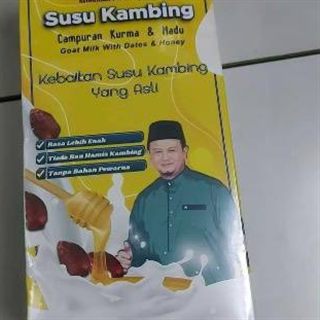 Susu Kambing
Campuran Kurma & Madu
Goat Milk With Dates & Honey
Kebaikan Susu Kambing
Yang Asli
Rasa Lebih Enak
Tiada Bau Hamis Kambing
Tanpa Bahan Pewarna